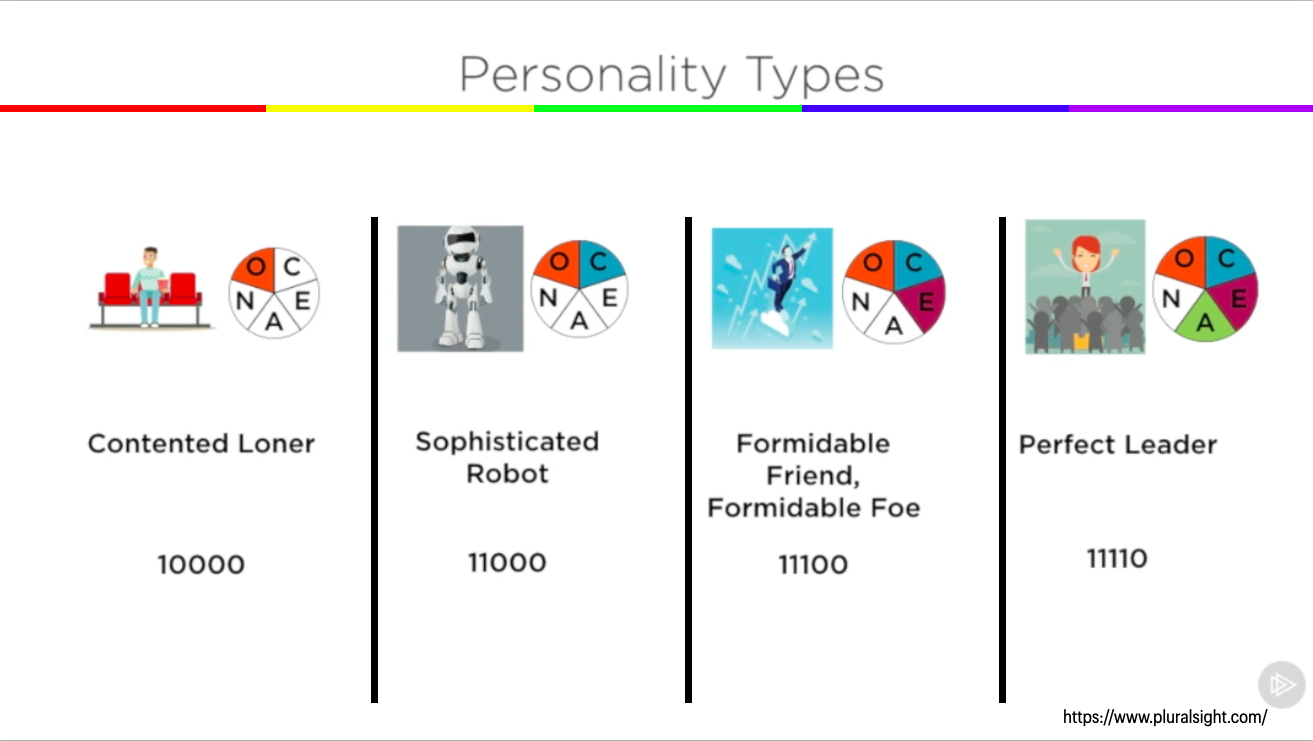 Personality Types
O C
N E
A
Contented Loner
10000
O C
N E
A
Sophisticated
Robot
11000
O C
N E
A
Formidable
Friend,
Formidable Foe
11100
O C
N E
A
Perfect Leader
11110
https://www.pluralsight.com/